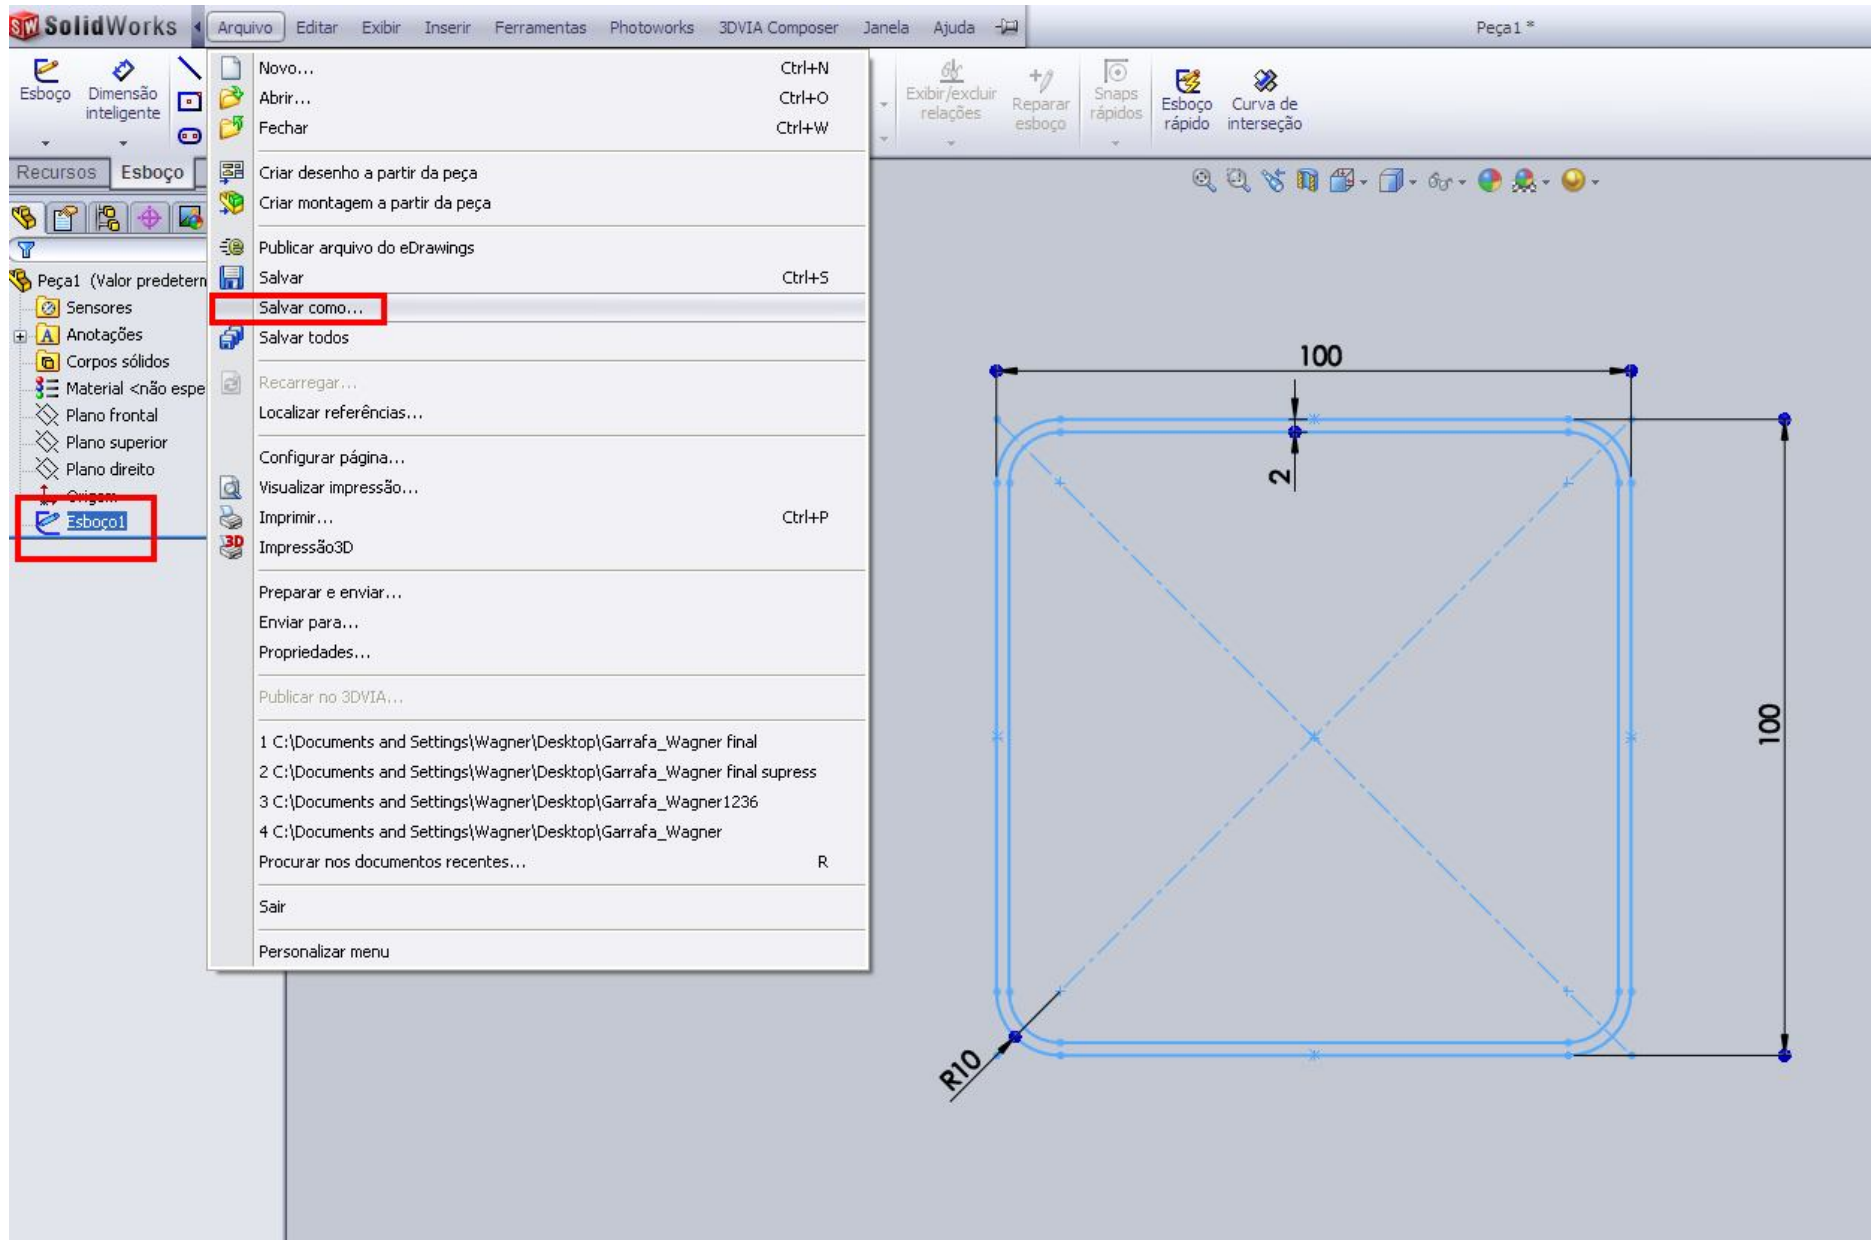 SolidWorks
Arquivo Editar Exibir Inserir Ferramentas Photoworks 3DVIA Composer Janela Ajuda
Peça1 *
Esboço
Dimensão
inteligente
Exibir/excluir
relações
Reparar
esboço
Snaps
rápidos
Esboço
rápido
Curva de
interseção
Recursos Esboço
Peça1 (Valor predetern
Sensores
Anotações
Corpos sólidos
Material <não espe
Plano frontal
Plano superior
Plano direito
Origem
Esboço1
Novo... Ctrl+N
Abrir... Ctrl+O
Fechar Ctrl+W
Criar desenho a partir da peça
Criar montagem a partir da peça
Publicar arquivo do eDrawings
Salvar Ctrl+S
Salvar como...
Salvar todos
Recarregar...
Localizar referências...
Configurar página...
Visualizar impressão...
Imprimir... Ctrl+P
Impressão3D
Preparar e enviar...
Enviar para...
Propriedades...
Publicar no 3DVIA...
1 C:\Documents and Settings\Wagner\Desktop\Garrafa_Wagner final
2 C:\Documents and Settings\Wagner\Desktop\Garrafa_Wagner final supress
3 C:\Documents and Settings\Wagner\Desktop\Garrafa_Wagner1236
4 C:\Documents and Settings\Wagner\Desktop\Garrafa_Wagner
Procurar nos documentos recentes... R
Sair
Personalizar menu
100
2
100
R10